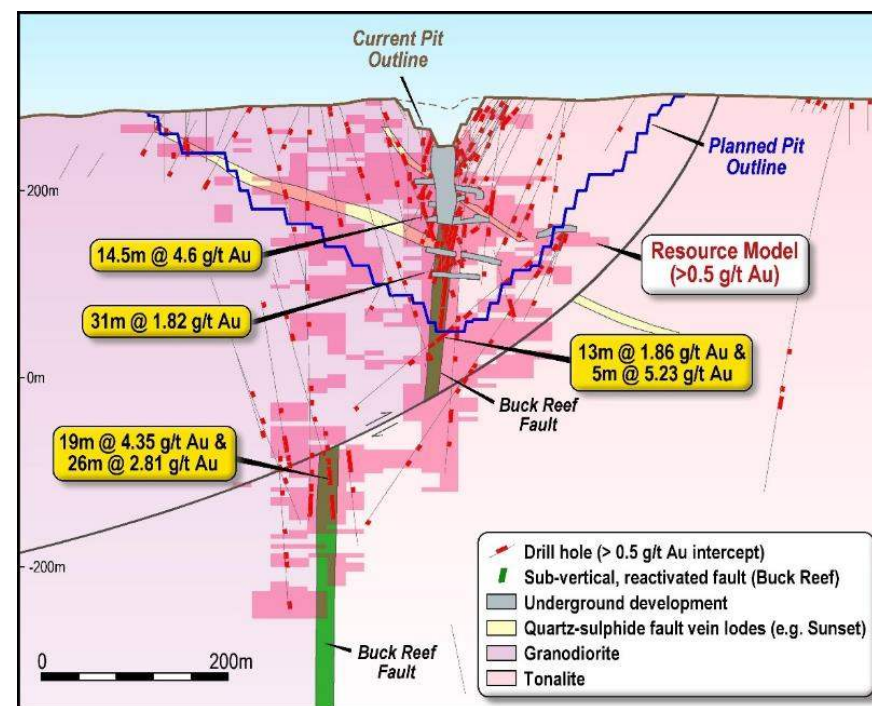 Current Pit
Outline
Planned Pit
Outline
200m
14.5m @ 4.6 g/t Au
Resource Model
(>0.5 g/t Au)
31m @ 1.82 g/t Au
13m @ 1.86 g/t Au &
5m @ 5.23 g/t Au
0m
Buck Reef
Fault
19m @ 4.35 g/t Au &
26m @ 2.81 g/t Au
-200m
Drill hole (> 0.5 g/t Au intercept)
Sub-vertical, reactivated fault (Buck Reef)
Underground development
Quartz-sulphide fault vein lodes (e.g. Sunset)
Granodiorite
Tonalite
0 200m
Buck Reef
Fault